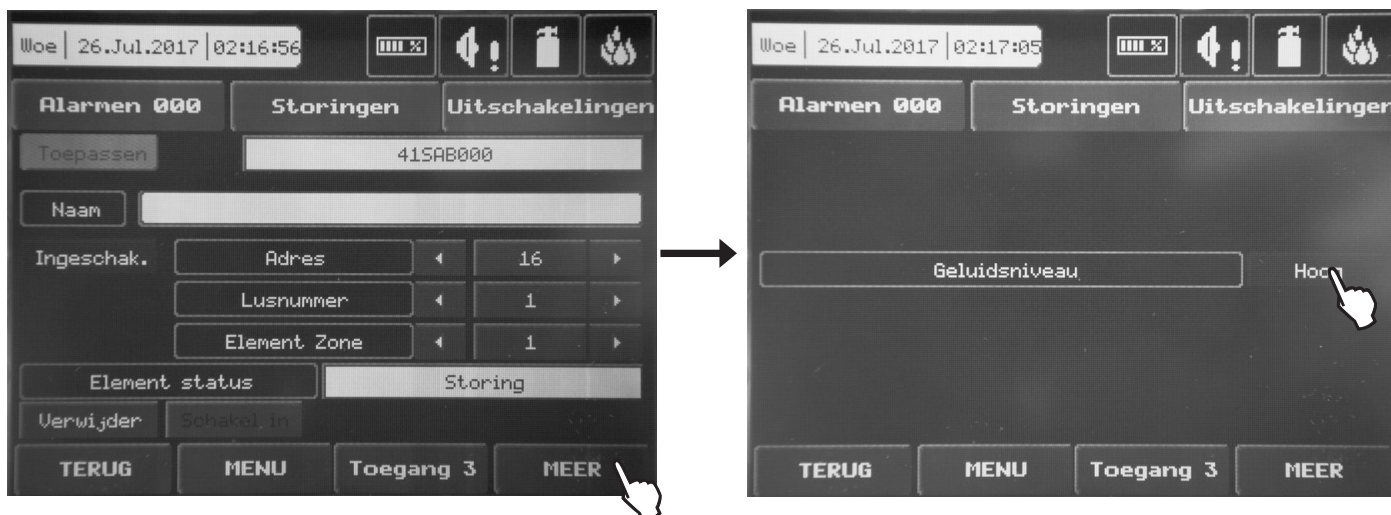 Woe 26.Jul.2017 02:16:56 %
Alarmen 000 Storingen Uitschakelingen
Toepassen 41SAB000
Naam
Ingeschak. Adres 16
Lusnummer 1
Element Zone 1
Element status Storing
Verwijder Schakel in
TERUG MENU Toegang 3 MEER
Woe 26.Jul.2017 02:17:05 %
Alarmen 000 Storingen Uitschakelingen
Geluidsniveau Hoog
TERUG MENU Toegang 3 MEER